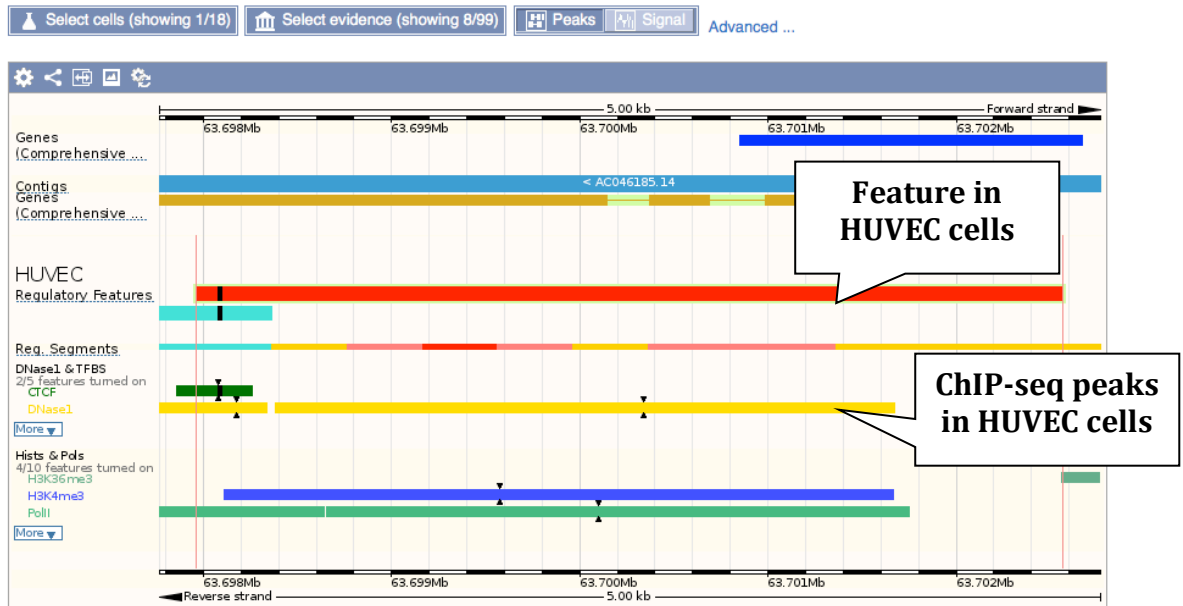 Select cells (showing 1/18) Select evidence (showing 8/99) Peaks Signal Advanced ...
5.00 kb Forward strand
63.698Mb 63.699Mb 63.700Mb 63.701Mb 63.702Mb
Genes
(Comprehensive ...
Contigs < AC046185.14
Genes
(Comprehensive ...
Feature in
HUVEC cells
HUVEC
Regulatory Features
Reg. Segments
DNase1 & TFBS
2/5 features turned on
CTCF
DNase1
ChIP-seq peaks
in HUVEC cells
More
Hists & Pols
4/10 features turned on
H3K36me3
H3K4me3
PolII
More
63.698Mb 63.699Mb 63.700Mb 63.701Mb 63.702Mb
Reverse strand 5.00 kb